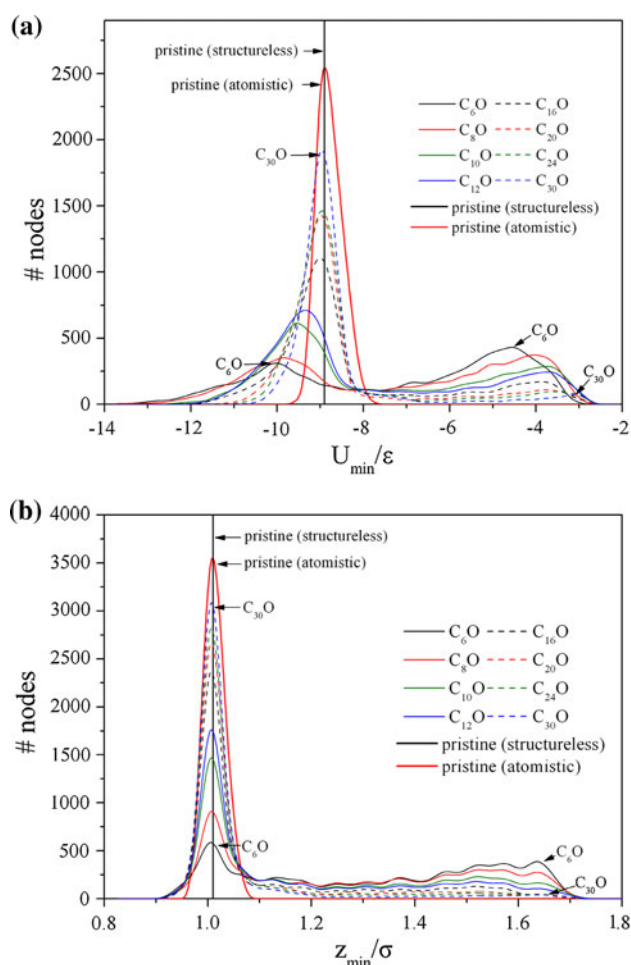 (a)
pristine (structureless)
pristine (atomistic)
C₃₀O
C₆O
C₆O C₁₆O
C₈O C₂₀O
C₁₀O C₂₄O
C₁₂O C₃₀O
pristine (structureless)
pristine (atomistic)
C₆O
C₃₀O
# nodes
0
500
1000
1500
2000
2500
-14 -12 -10 -8 -6 -4 -2
U_min/ε
(b)
pristine (structureless)
pristine (atomistic)
C₃₀O
C₆O
C₆O C₁₆O
C₈O C₂₀O
C₁₀O C₂₄O
C₁₂O C₃₀O
pristine (structureless)
pristine (atomistic)
C₆O
C₃₀O
# nodes
4000
3500
3000
2500
2000
1500
1000
500
0
0.8 1.0 1.2 1.4 1.6 1.8
z_min/σ